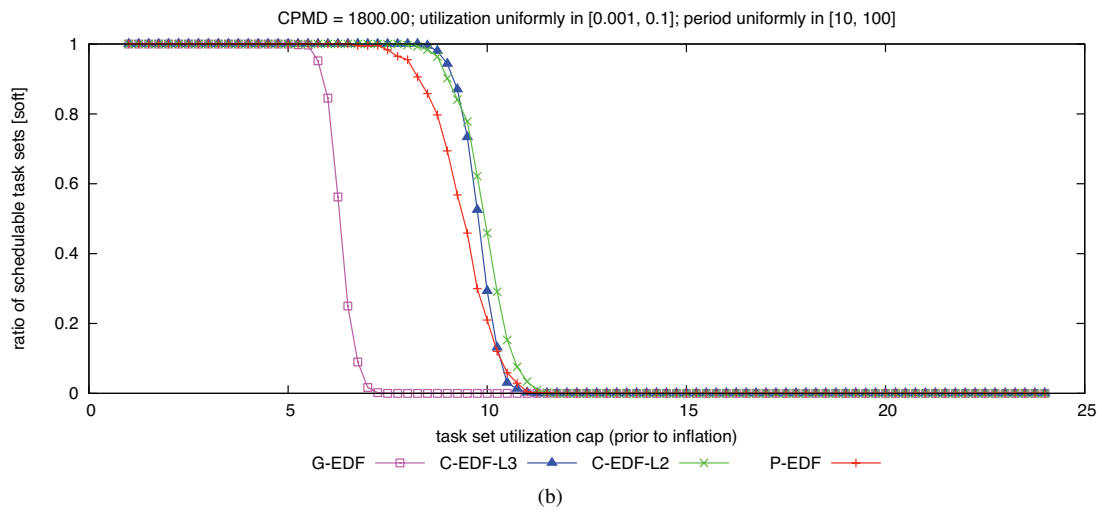 CPMD = 1800.00; utilization uniformly in [0.001, 0.1]; period uniformly in [10, 100]
ratio of schedulable task sets [soft]
1
0.8
0.6
0.4
0.2
0
0 5 10 15 20 25
task set utilization cap (prior to inflation)
G-EDF C-EDF-L3 C-EDF-L2 P-EDF
(b)